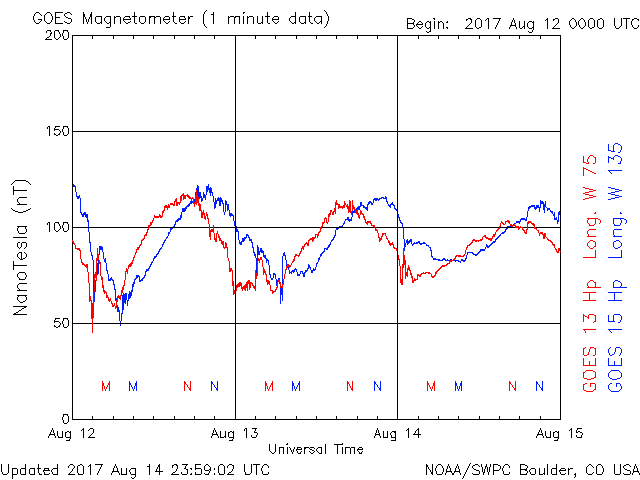 GOES Magnetometer (1 minute data)
Begin: 2017 Aug 12 0000 UTC
200
150
100
50
0
NanoTesla (nT)
M M N N M M N N M M N N
Aug 12 Aug 13 Aug 14 Aug 15
Universal Time
GOES 13 Hp Long. W 75
GOES 15 Hp Long. W 135
Updated 2017 Aug 14 23:59:02 UTC
NOAA/SWPC Boulder, CO USA